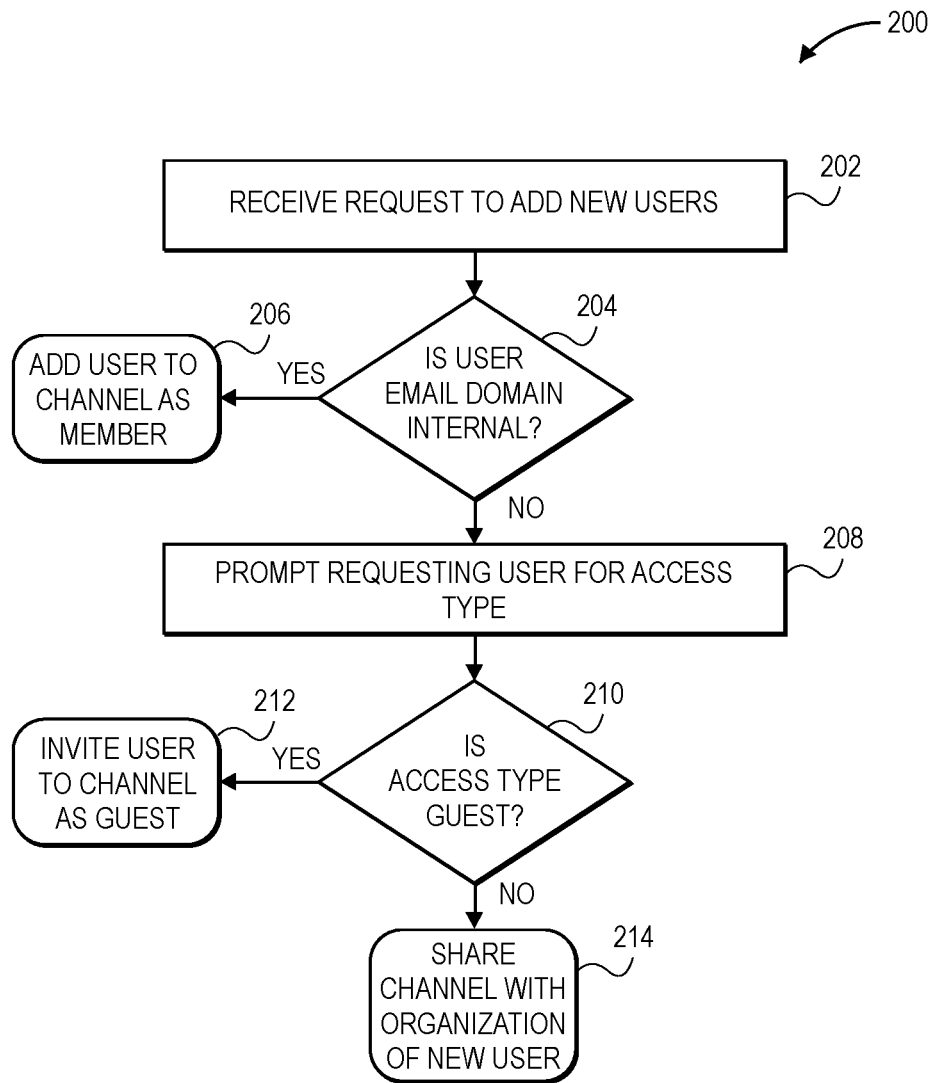 200
RECEIVE REQUEST TO ADD NEW USERS
202
204
IS USER
EMAIL DOMAIN
INTERNAL?
YES
206
ADD USER TO
CHANNEL AS
MEMBER
NO
208
PROMPT REQUESTING USER FOR ACCESS
TYPE
210
IS
ACCESS TYPE
GUEST?
YES
212
INVITE USER
TO CHANNEL
AS GUEST
NO
214
SHARE
CHANNEL WITH
ORGANIZATION
OF NEW USER